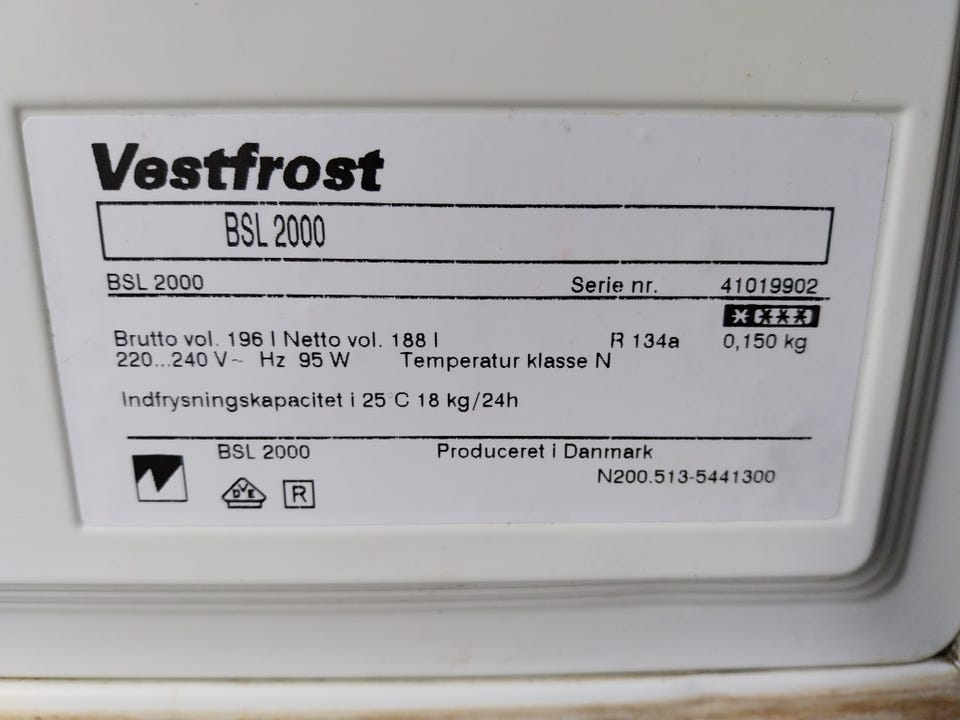 Vestfrost
BSL 2000
BSL 2000 Serie nr. 41019902
Brutto vol. 196 l Netto vol. 188 l R 134a 0,150 kg
220...240 V~ Hz 95 W Temperatur klasse N
Indfrysningskapacitet i 25 C 18 kg/24h
BSL 2000 Produceret i Danmark
N200.513-5441300
DVE R